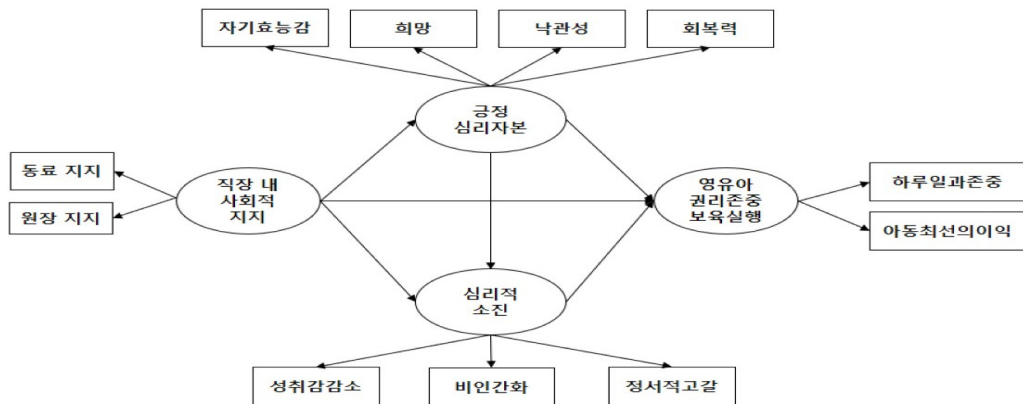 자기효능감
희망
낙관성
회복력
긍정
심리자본
동료 지지
원장 지지
직장 내
사회적
지지
영유아
권리존중
보육실행
하루일과존중
아동최선의이익
심리적
소진
성취감감소
비인간화
정서적고갈